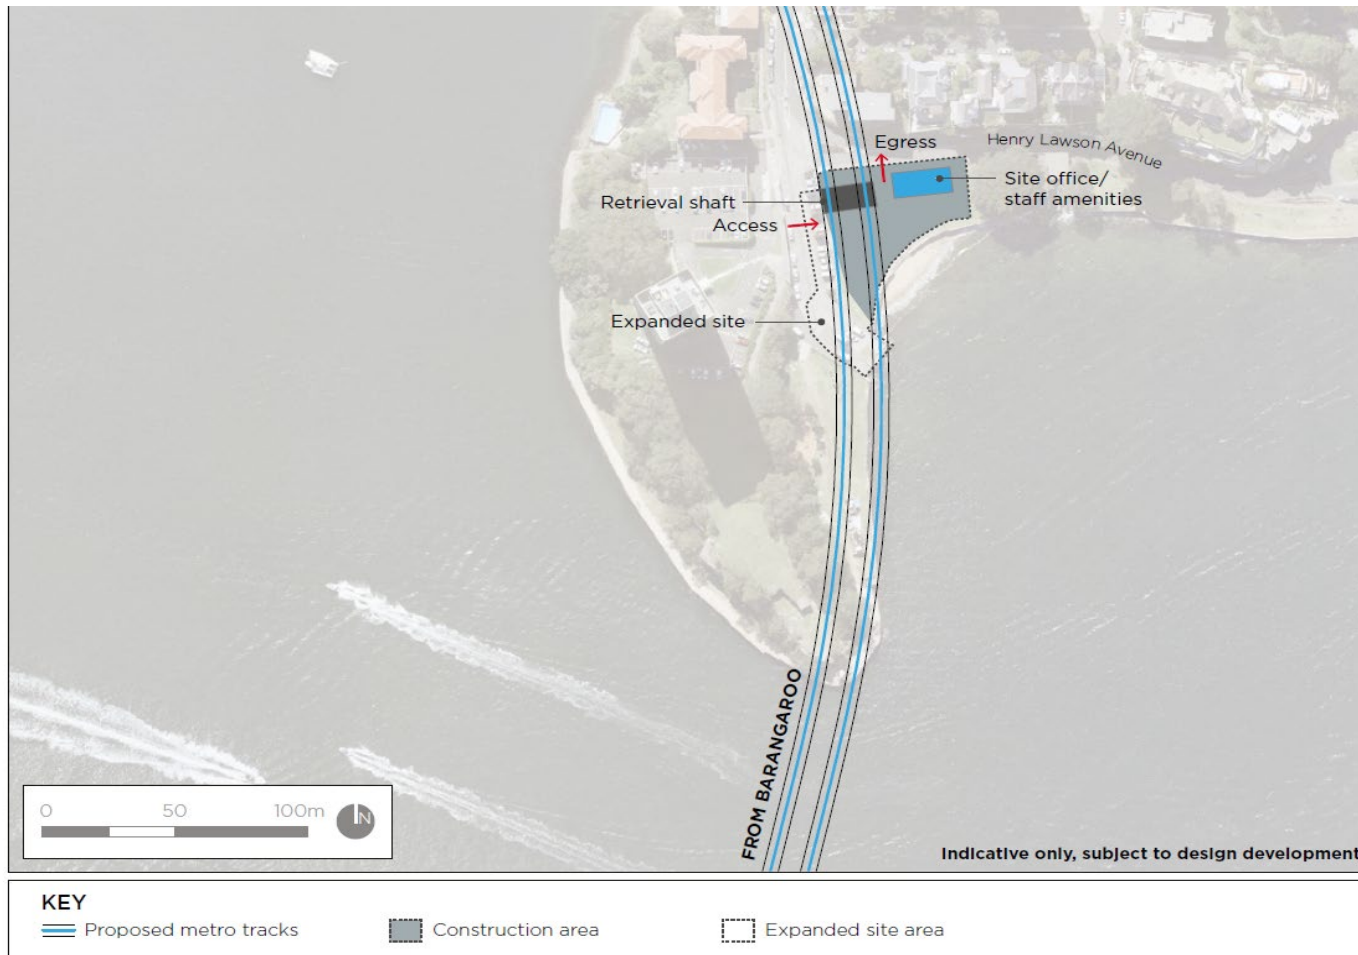 Egress
Henry Lawson Avenue
Site office/
staff amenities
Retrieval shaft
Access
Expanded site
FROM BARANGAROO
0 50 100m
N
Indicative only, subject to design development
KEY
Proposed metro tracks
Construction area
Expanded site area